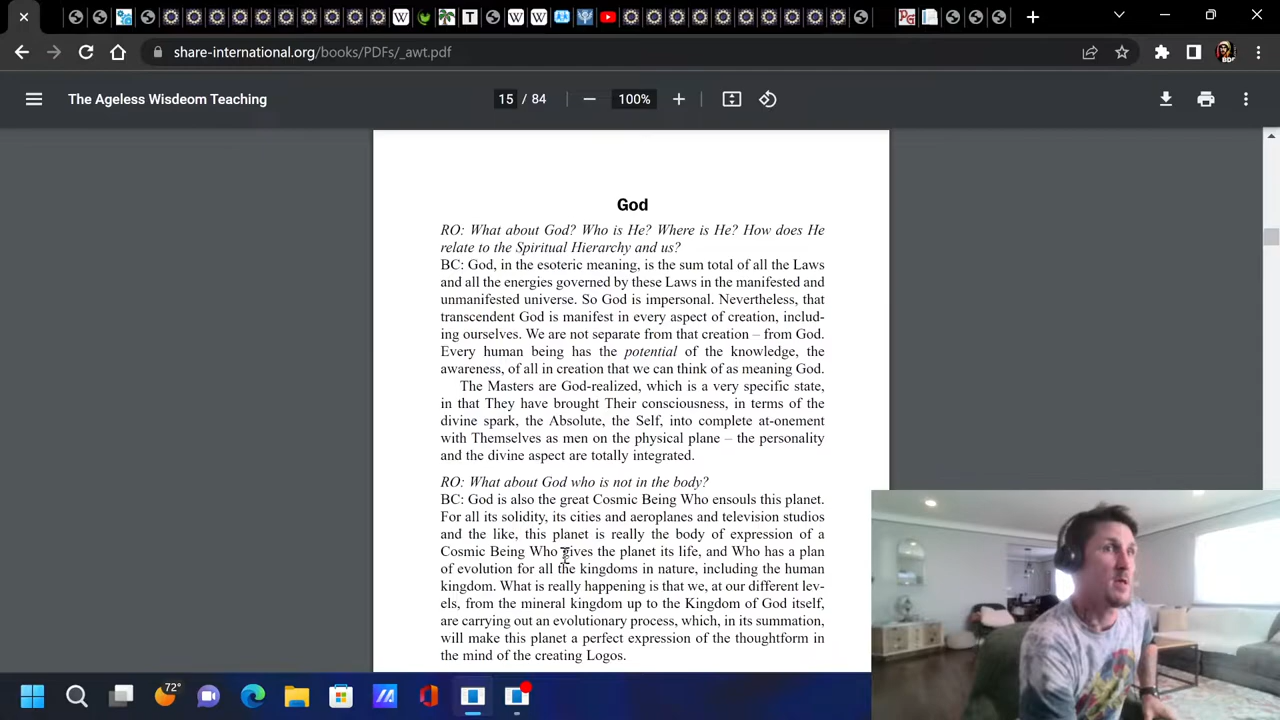 share-international.org/books/PDFs/_awt.pdf
The Ageless Wisdeom Teaching
15 / 84
100%
God
RO: What about God? Who is He? Where is He? How does He
relate to the Spiritual Hierarchy and us?
BC: God, in the esoteric meaning, is the sum total of all the Laws
and all the energies governed by these Laws in the manifested and
unmanifested universe. So God is impersonal. Nevertheless, that
transcendent God is manifest in every aspect of creation, includ-
ing ourselves. We are not separate from that creation – from God.
Every human being has the potential of the knowledge, the
awareness, of all in creation that we can think of as meaning God.
The Masters are God-realized, which is a very specific state,
in that They have brought Their consciousness, in terms of the
divine spark, the Absolute, the Self, into complete at-onement
with Themselves as men on the physical plane – the personality
and the divine aspect are totally integrated.
RO: What about God who is not in the body?
BC: God is also the great Cosmic Being Who ensouls this planet.
For all its solidity, its cities and aeroplanes and television studios
and the like, this planet is really the body of expression of a
Cosmic Being Who gives the planet its life, and Who has a plan
of evolution for all the kingdoms in nature, including the human
kingdom. What is really happening is that we, at our different lev-
els, from the mineral kingdom up to the Kingdom of God itself,
are carrying out an evolutionary process, which, in its summation,
will make this planet a perfect expression of the thoughtform in
the mind of the creating Logos.
72°